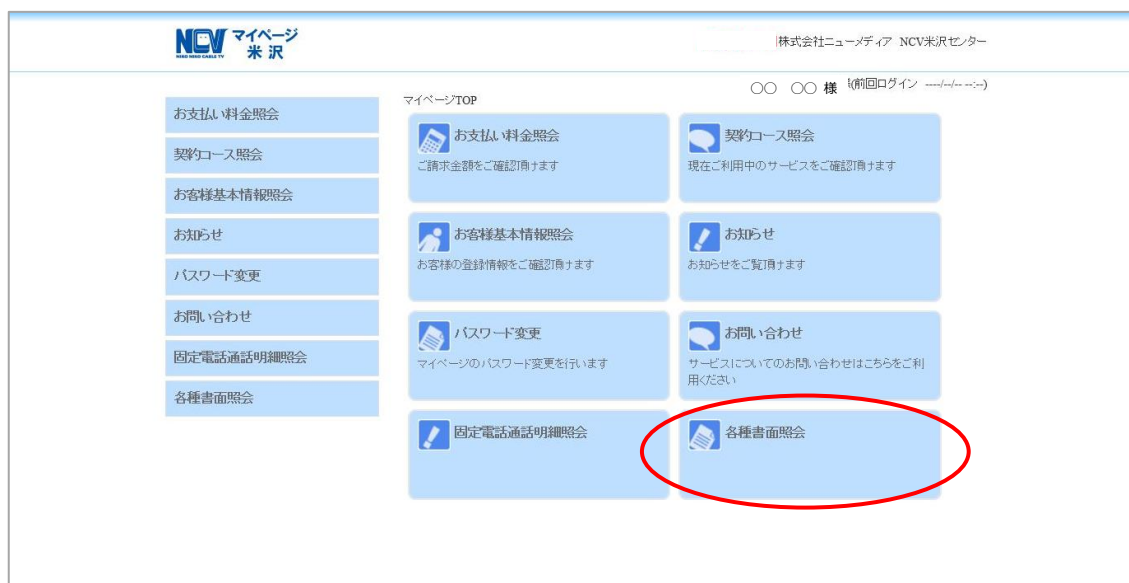 NCV マイページ
米沢
NIKO NIKO CABLE TV
株式会社ニューメディア NCV米沢センター
〇〇 〇〇 様 (前回ログイン ----/--/-- --:--)
お支払い料金照会
契約コース照会
お客様基本情報照会
お知らせ
パスワード変更
お問い合わせ
固定電話通話明細照会
各種書面照会
マイページTOP
お支払い料金照会
ご請求金額をご確認頂けます
契約コース照会
現在ご利用中のサービスをご確認頂けます
お客様基本情報照会
お客様の登録情報をご確認頂けます
お知らせ
お知らせをご覧頂けます
パスワード変更
マイページのパスワード変更を行います
お問い合わせ
サービスについてのお問い合わせはこちらをご利
用ください
固定電話通話明細照会
各種書面照会